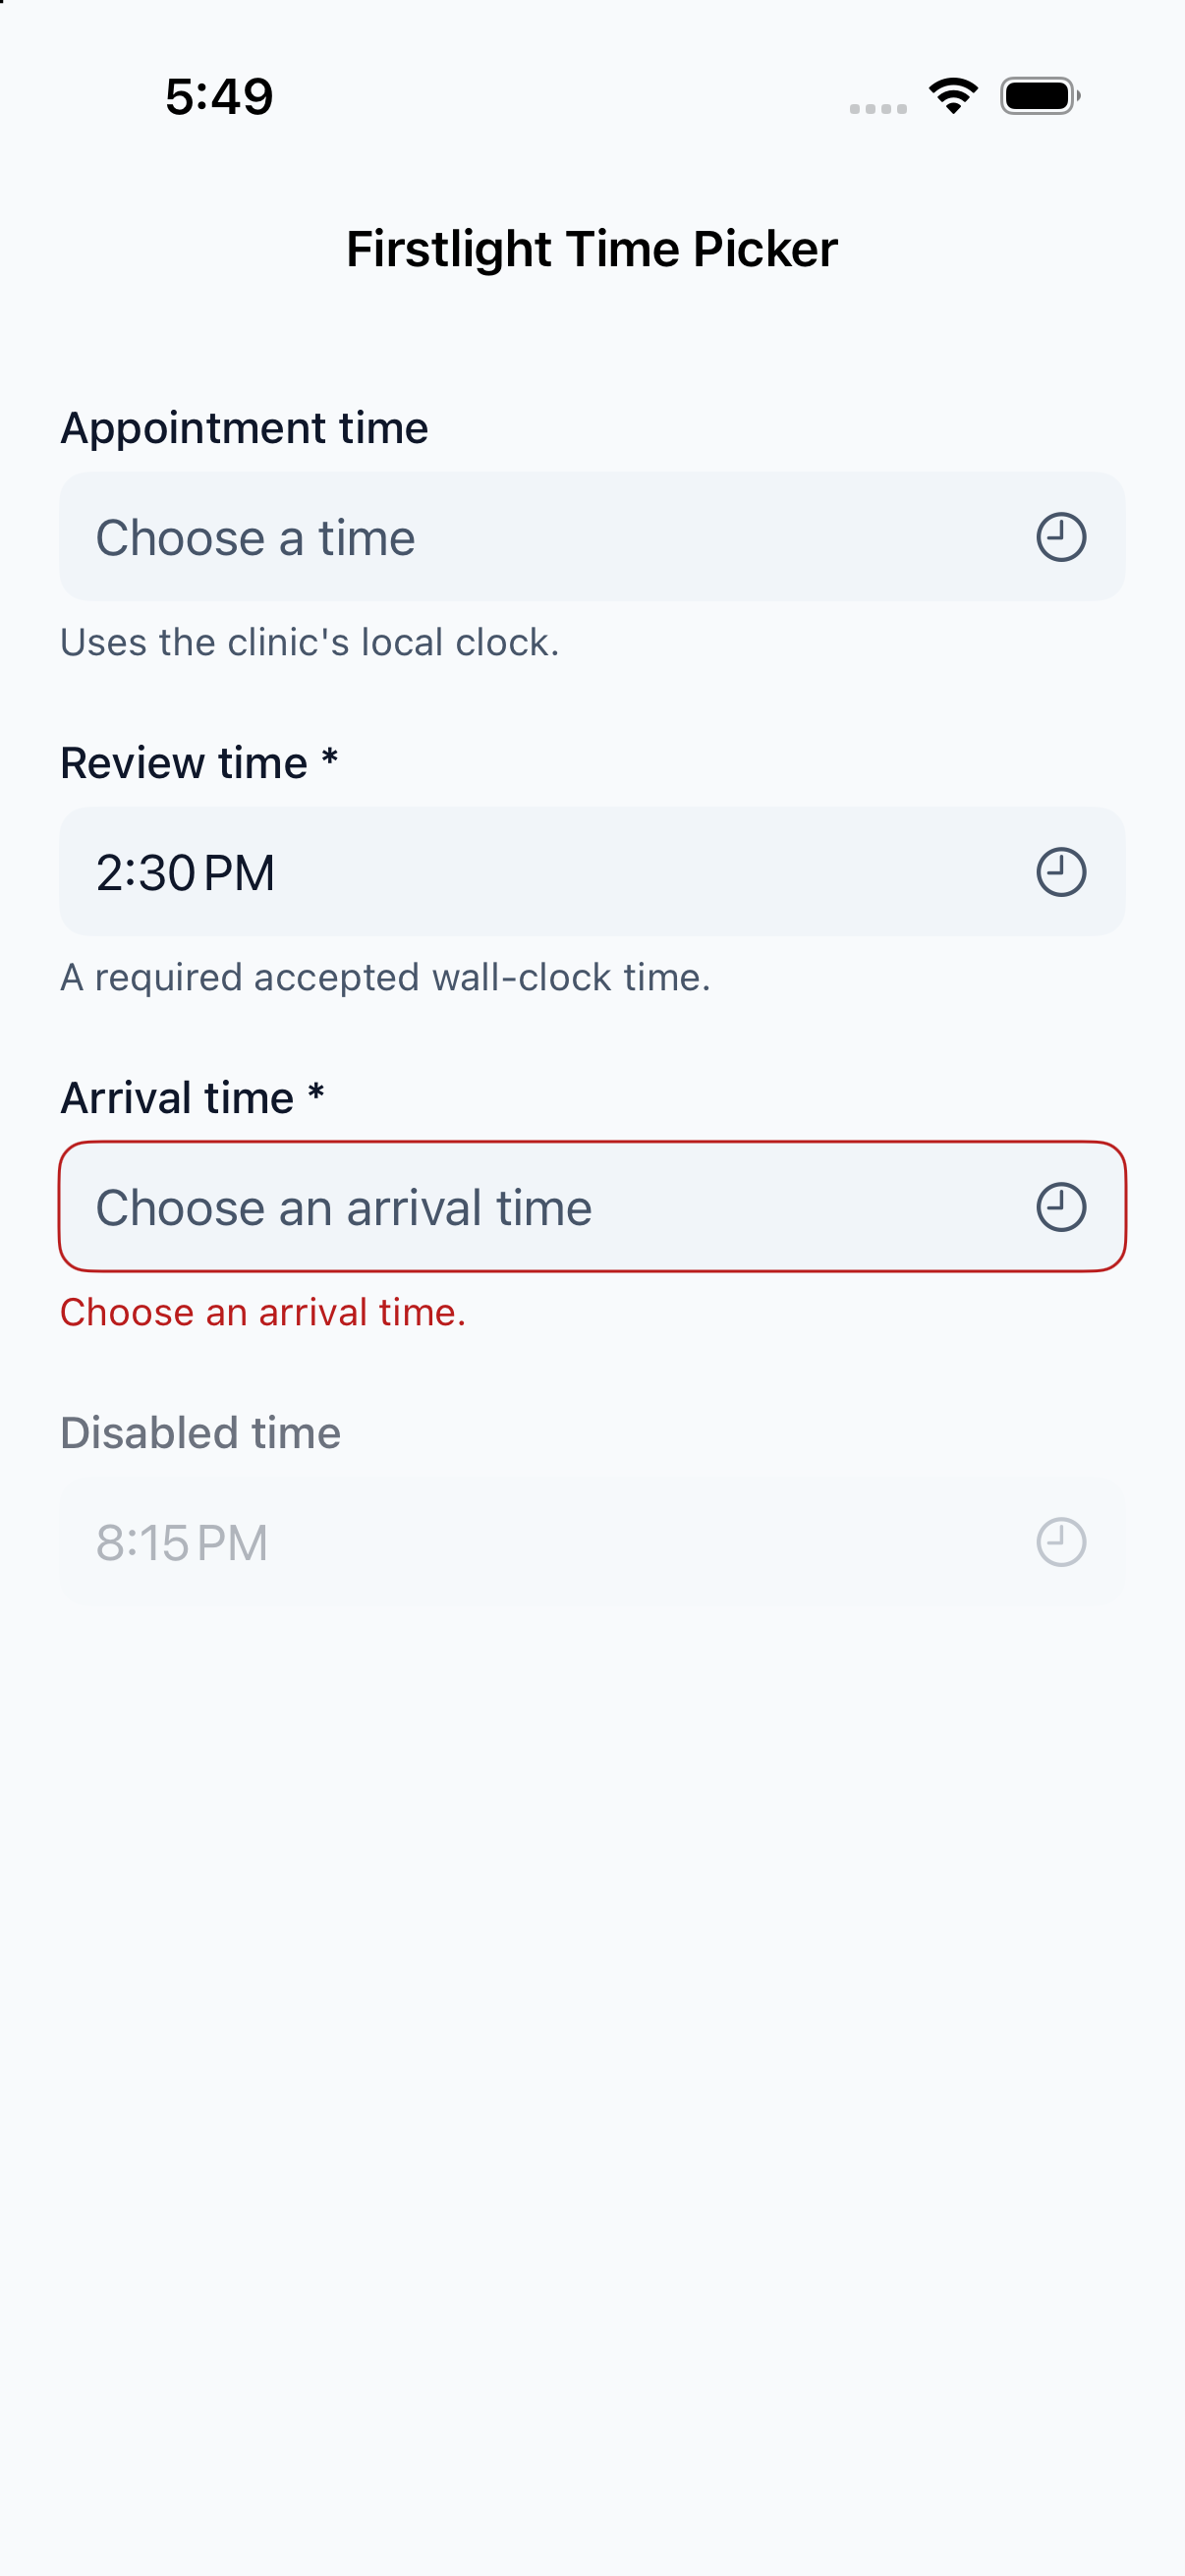 5:49
Firstlight Time Picker
Appointment time
Choose a time
Uses the clinic's local clock.
Review time *
2:30 PM
A required accepted wall-clock time.
Arrival time *
Choose an arrival time
Choose an arrival time.
Disabled time
8:15 PM